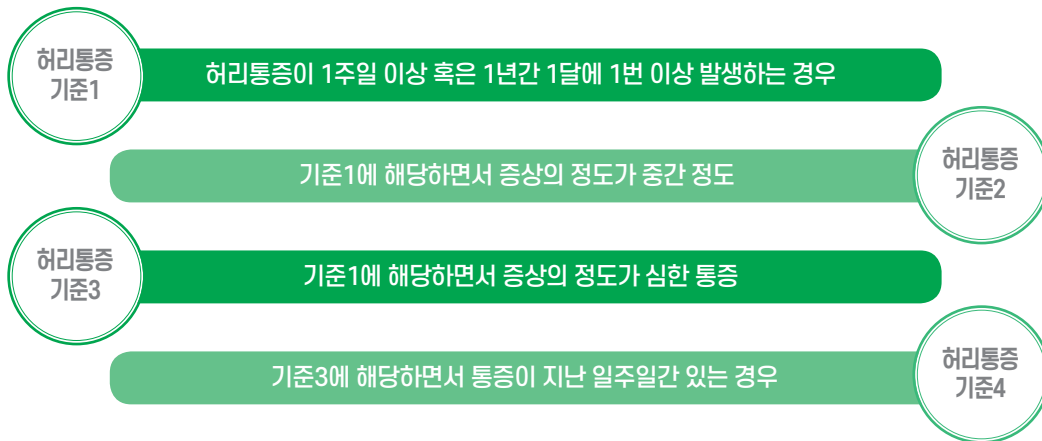 허리통증
기준1
허리통증이 1주일 이상 혹은 1년간 1달에 1번 이상 발생하는 경우
기준1에 해당하면서 증상의 정도가 중간 정도
허리통증
기준2
허리통증
기준3
기준1에 해당하면서 증상의 정도가 심한 통증
기준3에 해당하면서 통증이 지난 일주일간 있는 경우
허리통증
기준4